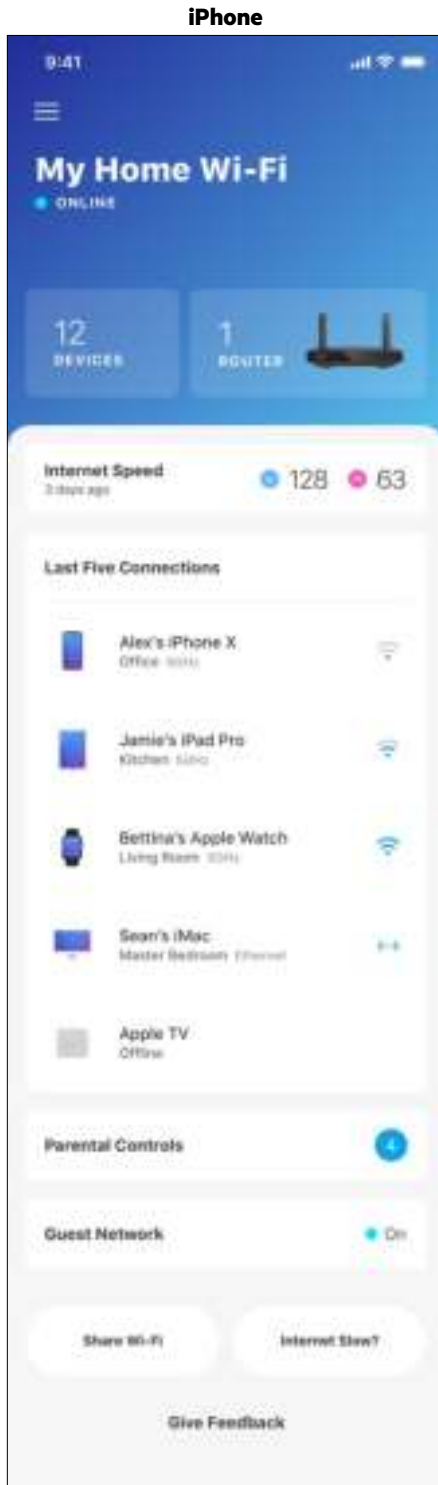 iPhone
9:41
My Home Wi-Fi
ONLINE
12
DEVICES
1
ROUTER
Internet Speed
3 days ago
128
63
Last Five Connections
Alex's iPhone X
Office
Jamie's iPad Pro
Kitchen
Bettina's Apple Watch
Living Room
Sean's iMac
Master Bedroom Ethernet
Apple TV
Offline
Parental Controls
4
Guest Network
On
Share Wi-Fi
Internet Slow?
Give Feedback